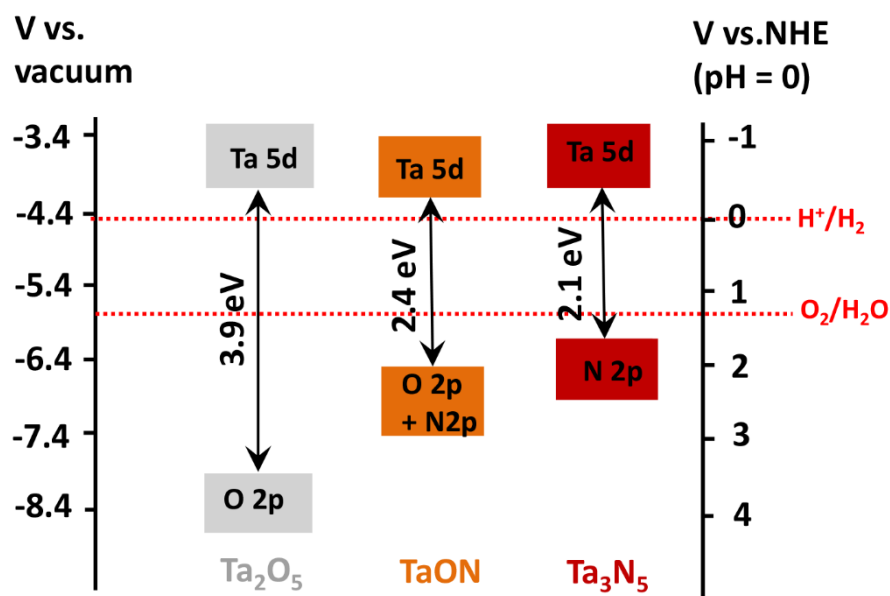 V vs.
vacuum
V vs.NHE
(pH = 0)
-3.4
-4.4
-5.4
-6.4
-7.4
-8.4
Ta 5d
3.9 eV
O 2p
Ta₂O₅
Ta 5d
2.4 eV
O 2p
+ N2p
TaON
Ta 5d
2.1 eV
N 2p
Ta₃N₅
-1
0
1
2
3
4
H⁺/H₂
O₂/H₂O